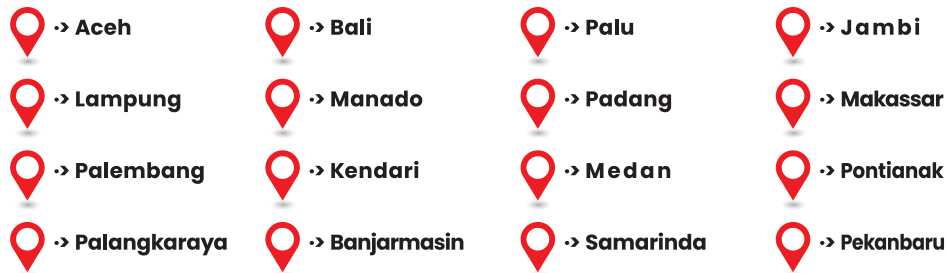 ·> Aceh ·> Bali ·> Palu ·> Jambi
·> Lampung ·> Manado ·> Padang ·> Makassar
·> Palembang ·> Kendari ·> Medan ·> Pontianak
·> Palangkaraya ·> Banjarmasin ·> Samarinda ·> Pekanbaru